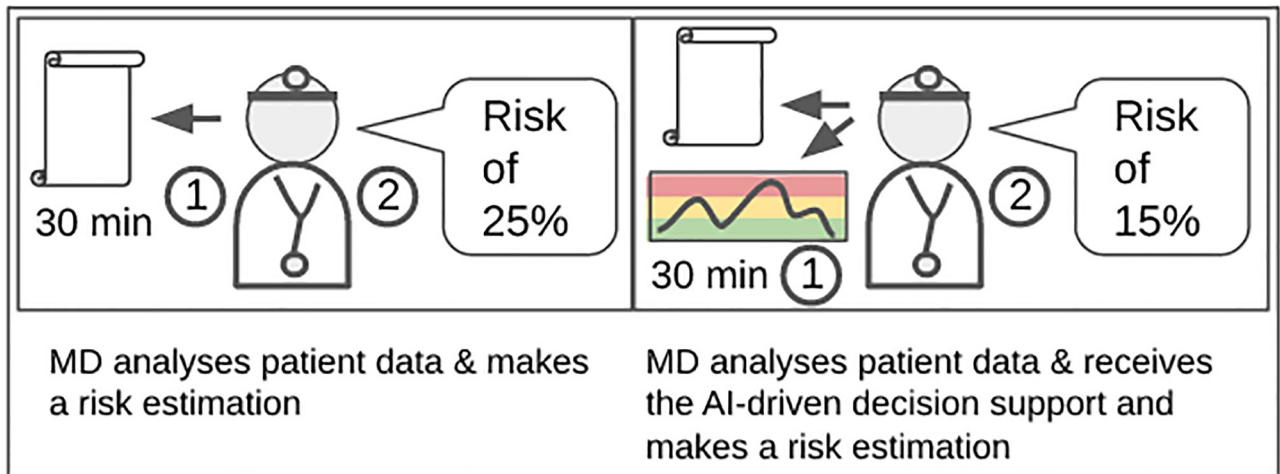 Risk
of
25%
30 min
1
2
Risk
of
15%
2
30 min
1
MD analyses patient data & makes
a risk estimation
MD analyses patient data & receives
the AI-driven decision support and
makes a risk estimation